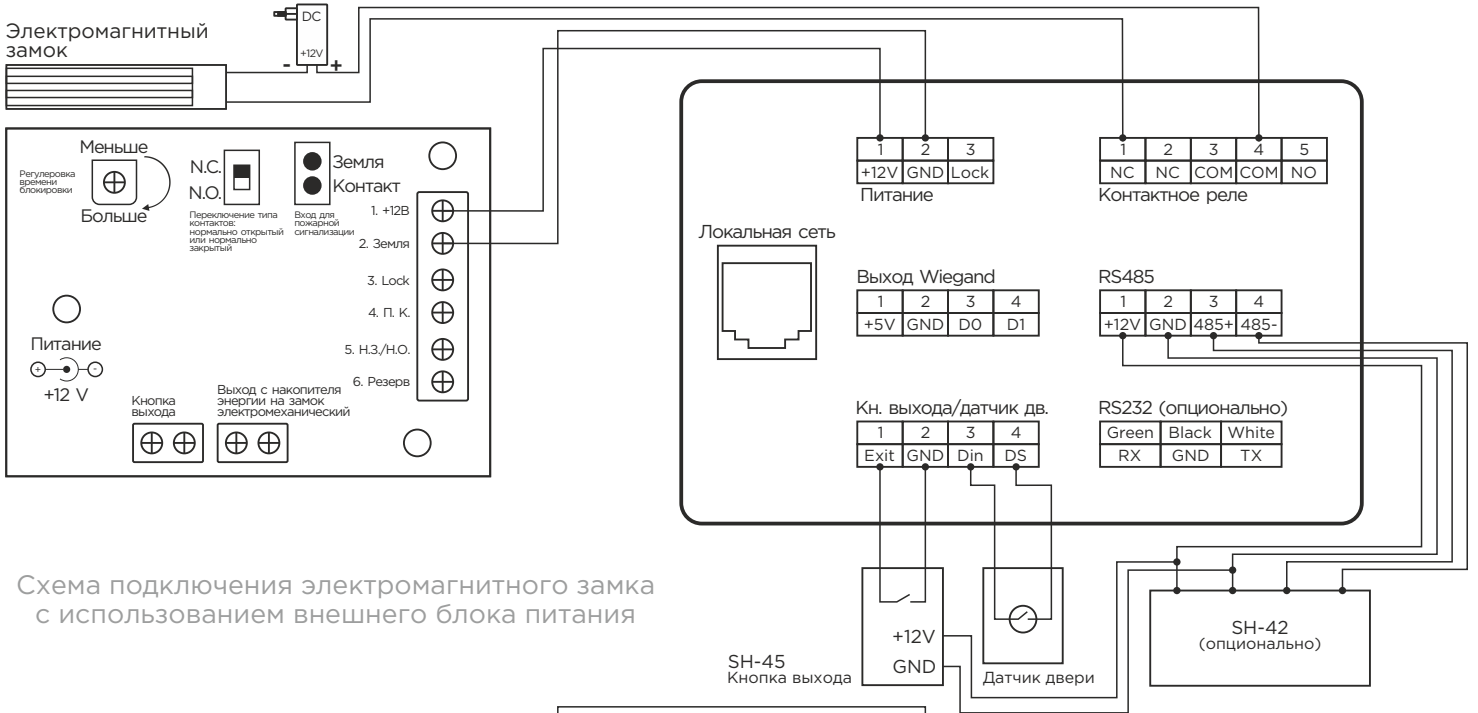 Электромагнитный
замок
DC
+12V
- +
Меньше
Регулеровка
времени
блокировки
Больше
N.C.
N.O.
Переключение типа
контактов:
нормально открытый
или нормально
закрытый
Земля
Контакт
Вход для
пожарной
сигнализации
1. +12В
2. Земля
3. Lock
4. П. К.
5. Н.З./Н.О.
6. Резерв
Питание
+ -
+12 V
Кнопка
выхода
Выход с накопителя
энергии на замок
электромеханический
1 2 3
+12V GND Lock
Питание
1 2 3 4 5
NC NC COM COM NO
Контактное реле
Локальная сеть
Выход Wiegand
1 2 3 4
+5V GND D0 D1
RS485
1 2 3 4
+12V GND 485+ 485-
Кн. выхода/датчик дв.
1 2 3 4
Exit GND Din DS
RS232 (опционально)
Green Black White
RX GND TX
Схема подключения электромагнитного замка
с использованием внешнего блока питания
+12V
GND
SH-45
Кнопка выхода
Датчик двери
SH-42
(опционально)